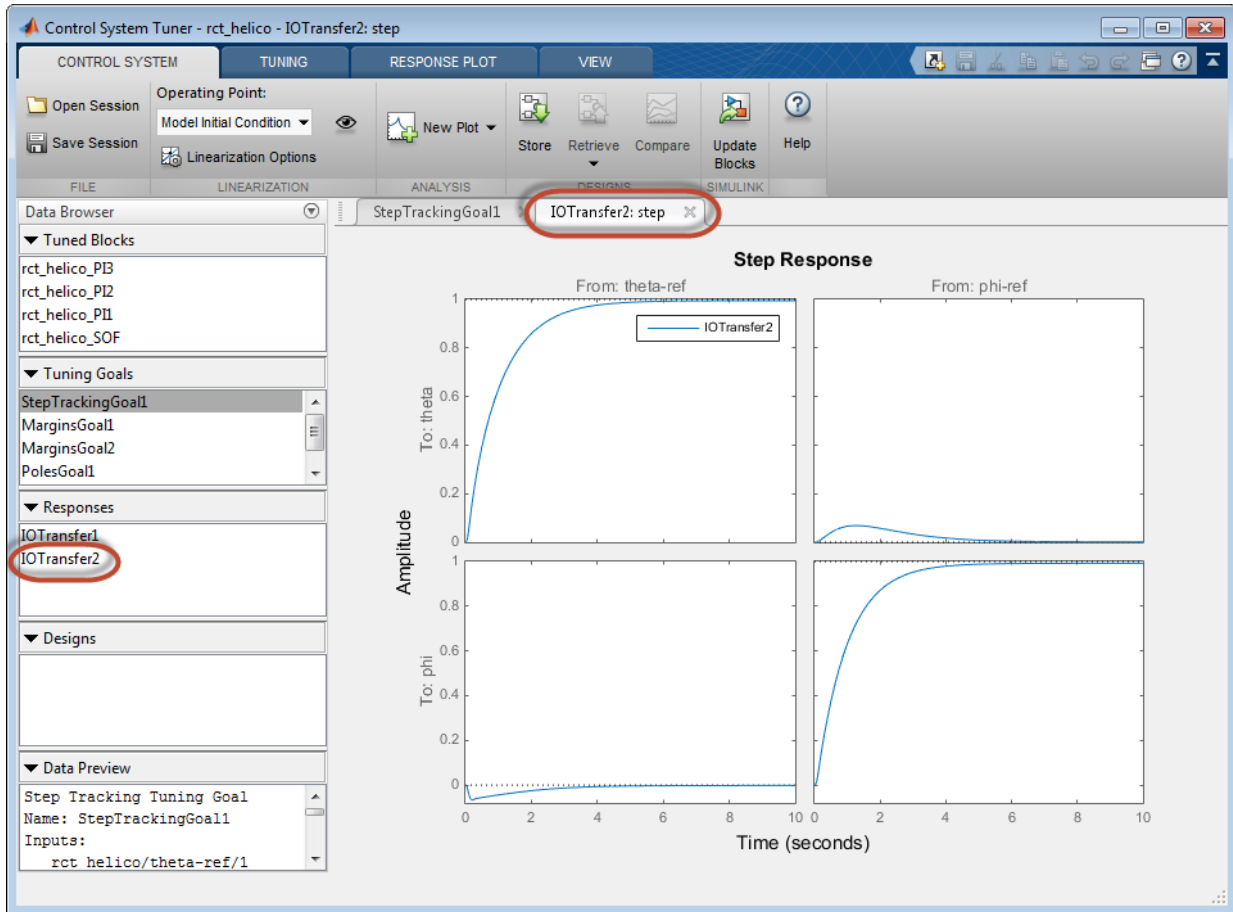 Control System Tuner - rct_helico - IOTransfer2: step
CONTROL SYSTEM TUNING RESPONSE PLOT VIEW
Open Session
Save Session
FILE
Operating Point:
Model Initial Condition
Linearization Options
LINEARIZATION
New Plot
ANALYSIS
Store Retrieve Compare
DESIGNS
Update
Blocks
SIMULINK
Help
Data Browser
Tuned Blocks
rct_helico_PI3
rct_helico_PI2
rct_helico_PI1
rct_helico_SOF
Tuning Goals
StepTrackingGoal1
MarginsGoal1
MarginsGoal2
PolesGoal1
Responses
IOTransfer1
IOTransfer2
Designs
Data Preview
Step Tracking Tuning Goal
Name: StepTrackingGoal1
Inputs:
rct_helico/theta-ref/1
StepTrackingGoal1 IOTransfer2: step
Step Response
From: theta-ref From: phi-ref
IOTransfer2
Amplitude
To: theta
1
0.8
0.6
0.4
0.2
0
To: phi
1
0.8
0.6
0.4
0.2
0
0 2 4 6 8 10 0 2 4 6 8 10
Time (seconds)